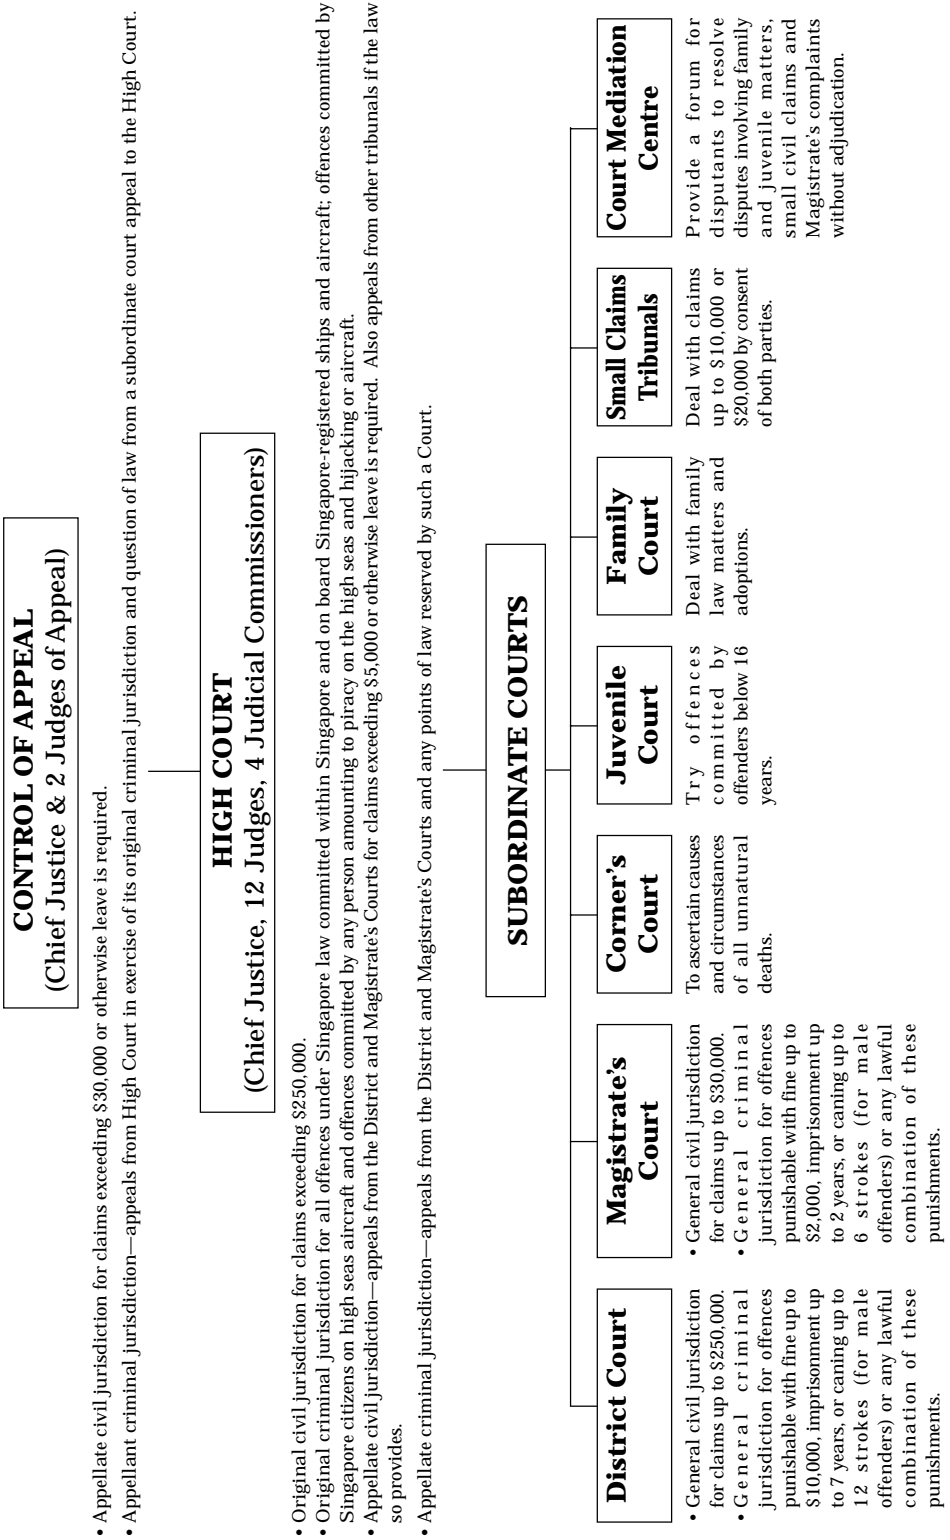 CONTROL OF APPEAL
(Chief Justice & 2 Judges of Appeal)
• Appellate civil jurisdiction for claims exceeding $30,000 or otherwise leave is required.
• Appellant criminal jurisdiction—appeals from High Court in exercise of its original criminal jurisdiction and question of law from a subordinate court appeal to the High Court.
HIGH COURT
(Chief Justice, 12 Judges, 4 Judicial Commissioners)
• Original civil jurisdiction for claims exceeding $250,000.
• Original criminal jurisdiction for all offences under Singapore law committed within Singapore and on board Singapore-registered ships and aircraft; offences committed by
Singapore citizens on high seas aircraft and offences committed by any person amounting to piracy on the high seas and hijacking or aircraft.
• Appellate civil jurisdiction—appeals from the District and Magistrate's Courts for claims exceeding $5,000 or otherwise leave is required. Also appeals from other tribunals if the law
so provides.
• Appellate criminal jurisdiction—appeals from the District and Magistrate's Courts and any points of law reserved by such a Court.
SUBORDINATE COURTS
District Court
• General civil jurisdiction
for claims up to $250,000.
• General criminal
jurisdiction for offences
punishable with fine up to
$10,000, imprisonment up
to 7 years, or caning up to
12 strokes (for male
offenders) or any lawful
combination of these
punishments.
Magistrate's
Court
• General civil jurisdiction
for claims up to $30,000.
• General criminal
jurisdiction for offences
punishable with fine up to
$2,000, imprisonment up
to 2 years, or caning up to
6 strokes (for male
offenders) or any lawful
combination of these
punishments.
Corner's
Court
To ascertain causes
and circumstances
of all unnatural
deaths.
Juvenile
Court
Try offences
committed by
offenders below 16
years.
Family
Court
Deal with family
law matters and
adoptions.
Small Claims
Tribunals
Deal with claims
up to $10,000 or
$20,000 by consent
of both parties.
Court Mediation
Centre
Provide a forum for
disputants to resolve
disputes involving family
and juvenile matters,
small civil claims and
Magistrate's complaints
without adjudication.